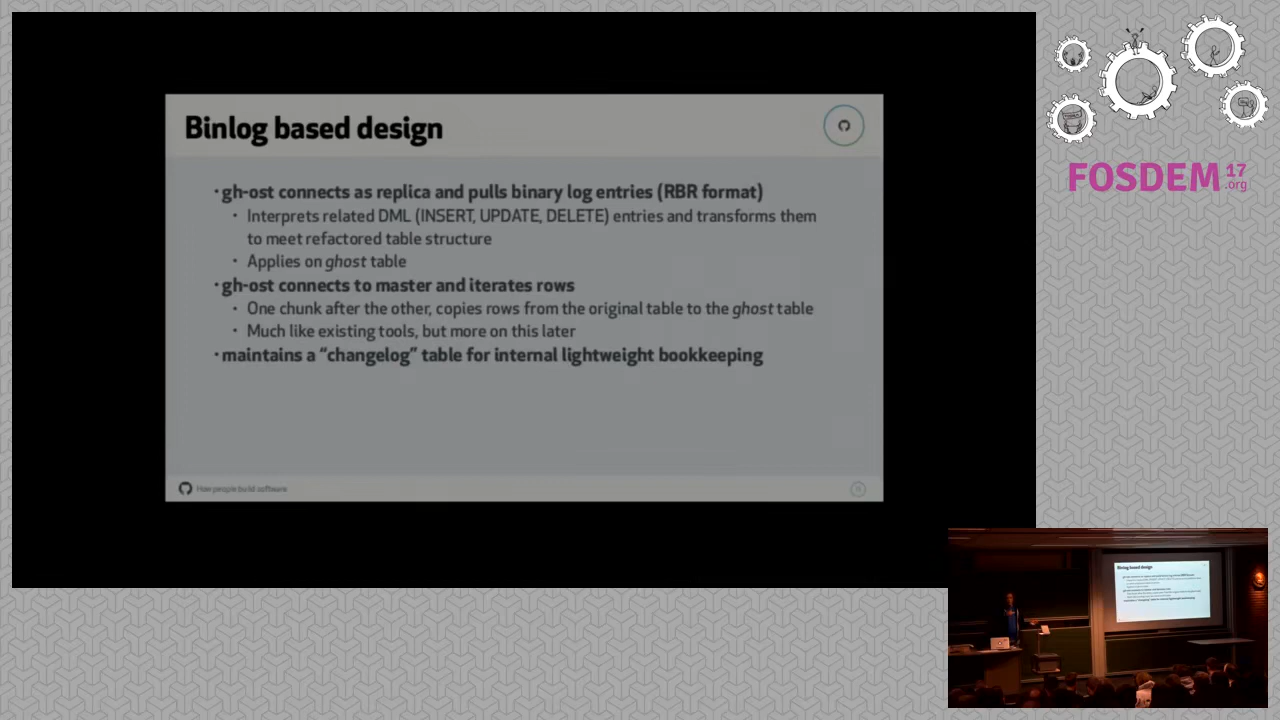 Binlog based design
· gh-ost connects as replica and pulls binary log entries (RBR format)
· Interprets related DML (INSERT, UPDATE, DELETE) entries and transforms them
to meet refactored table structure
· Applies on ghost table
· gh-ost connects to master and iterates rows
· One chunk after the other, copies rows from the original table to the ghost table
· Much like existing tools, but more on this later
· maintains a “changelog” table for internal lightweight bookkeeping
How people build software
FOSDEM 17
.org
Binlog based design